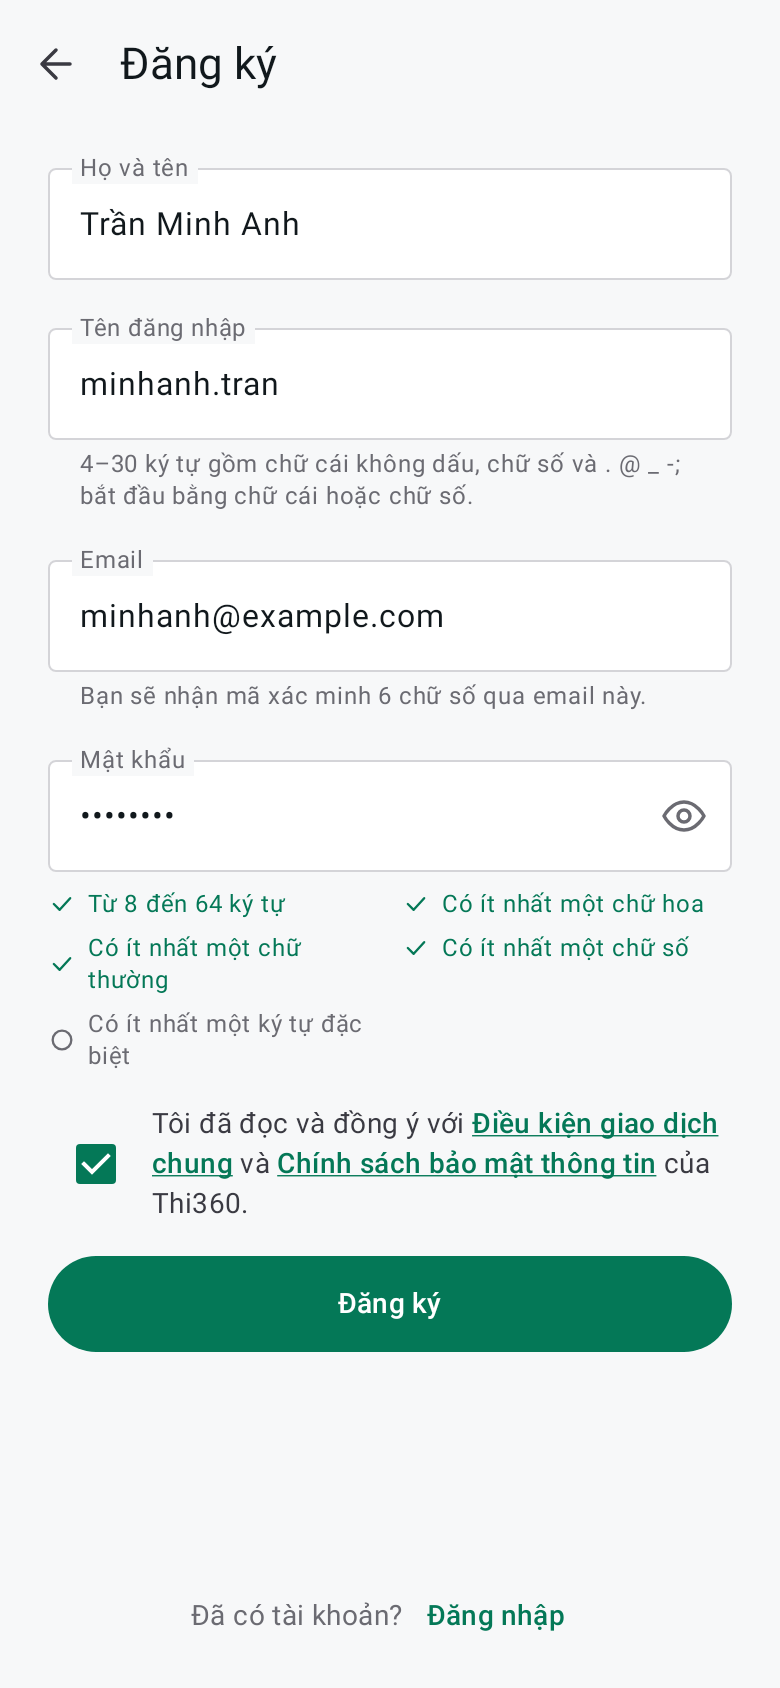 Đăng ký
Họ và tên
Trần Minh Anh
Tên đăng nhập
minhanh.tran
4–30 ký tự gồm chữ cái không dấu, chữ số và . @ _ -;
bắt đầu bằng chữ cái hoặc chữ số.
Email
minhanh@example.com
Bạn sẽ nhận mã xác minh 6 chữ số qua email này.
Mật khẩu
••••••••
Từ 8 đến 64 ký tự
Có ít nhất một chữ hoa
Có ít nhất một chữ
thường
Có ít nhất một chữ số
Có ít nhất một ký tự đặc
biệt
Tôi đã đọc và đồng ý với Điều kiện giao dịch
chung và Chính sách bảo mật thông tin của
Thi360.
Đăng ký
Đã có tài khoản? Đăng nhập